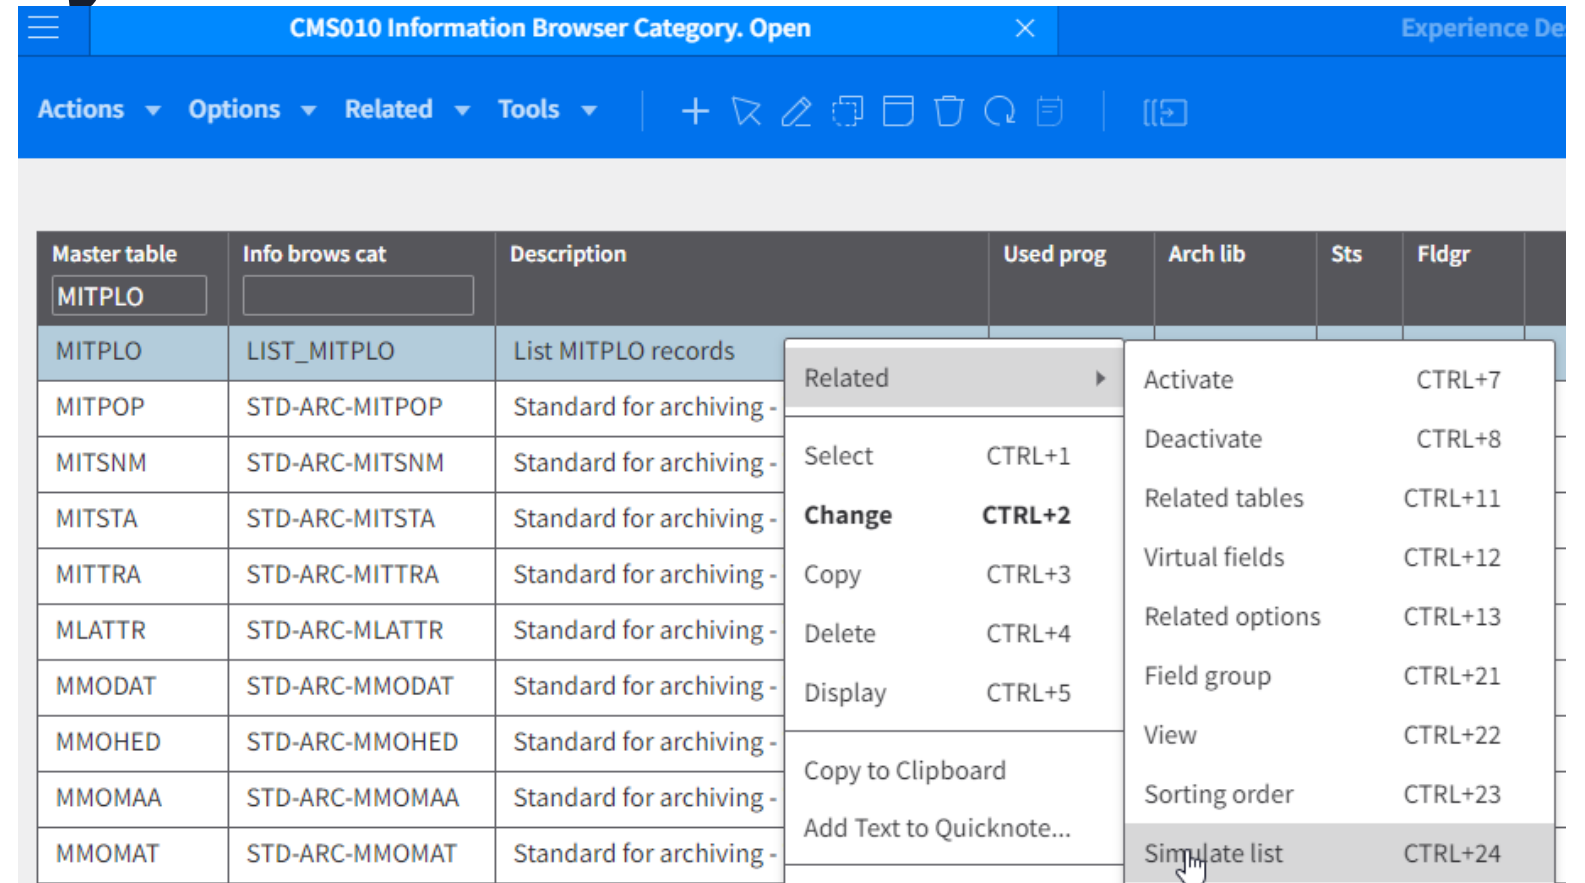 CMS010 Information Browser Category. Open
Experience De
Actions Options Related Tools
Master table Info brows cat Description Used prog Arch lib Sts Fldgr
MITPLO
MITPLO LIST_MITPLO List MITPLO records
MITPOP STD-ARC-MITPOP Standard for archiving -
MITSNM STD-ARC-MITSNM Standard for archiving -
MITSTA STD-ARC-MITSTA Standard for archiving -
MITTRA STD-ARC-MITTRA Standard for archiving -
MLATTR STD-ARC-MLATTR Standard for archiving -
MMODAT STD-ARC-MMODAT Standard for archiving -
MMOHED STD-ARC-MMOHED Standard for archiving -
MMOMAA STD-ARC-MMOMAA Standard for archiving -
MMOMAT STD-ARC-MMOMAT Standard for archiving -
Related
Select CTRL+1
Change CTRL+2
Copy CTRL+3
Delete CTRL+4
Display CTRL+5
Copy to Clipboard
Add Text to Quicknote...
Activate CTRL+7
Deactivate CTRL+8
Related tables CTRL+11
Virtual fields CTRL+12
Related options CTRL+13
Field group CTRL+21
View CTRL+22
Sorting order CTRL+23
Simulate list CTRL+24